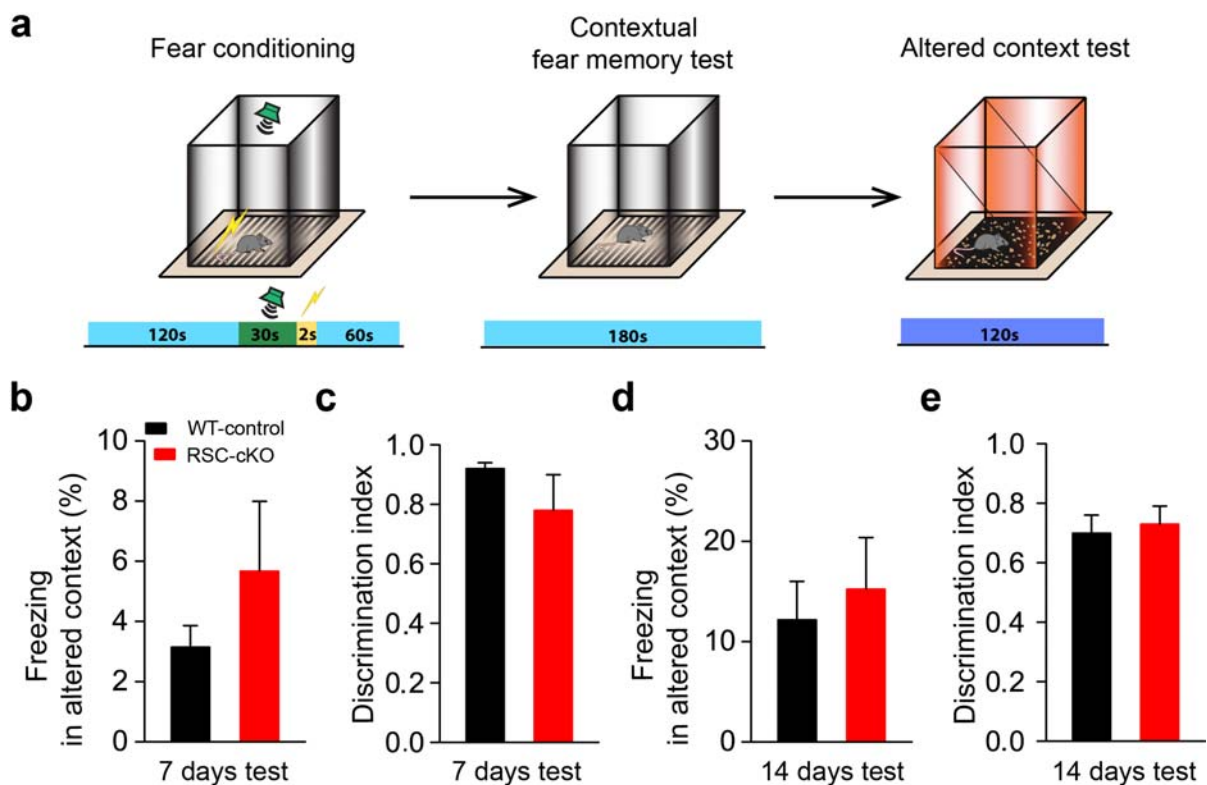 a
Fear conditioning
Contextual
fear memory test
Altered context test
120s 30s 2s 60s
180s
120s
b
WT-control
RSC-cKO
Freezing
in altered context (%)
10
8
6
4
2
0
7 days test
c
Discrimination index
1.0
0.8
0.6
0.4
0.2
0.0
7 days test
d
Freezing
in altered context (%)
30
20
10
0
14 days test
e
Discrimination index
1.0
0.8
0.6
0.4
0.2
0.0
14 days test